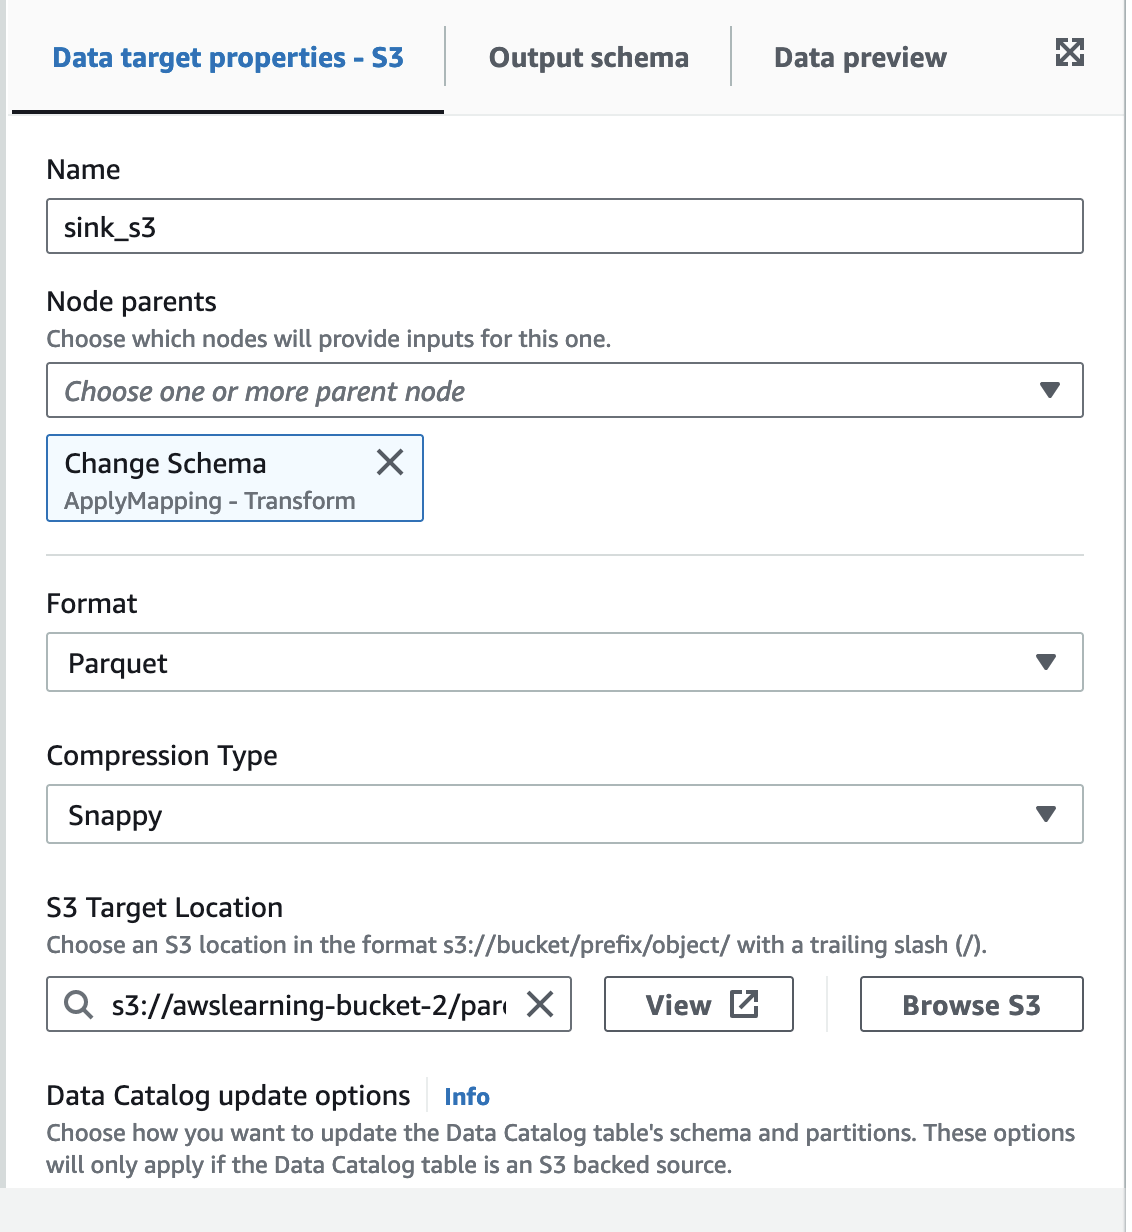 Data target properties - S3
Output schema
Data preview
Name
sink_s3
Node parents
Choose which nodes will provide inputs for this one.
Choose one or more parent node
Change Schema
ApplyMapping - Transform
Format
Parquet
Compression Type
Snappy
S3 Target Location
Choose an S3 location in the format s3://bucket/prefix/object/ with a trailing slash (/).
s3://awslearning-bucket-2/par
View
Browse S3
Data Catalog update options
Info
Choose how you want to update the Data Catalog table's schema and partitions. These options
will only apply if the Data Catalog table is an S3 backed source.